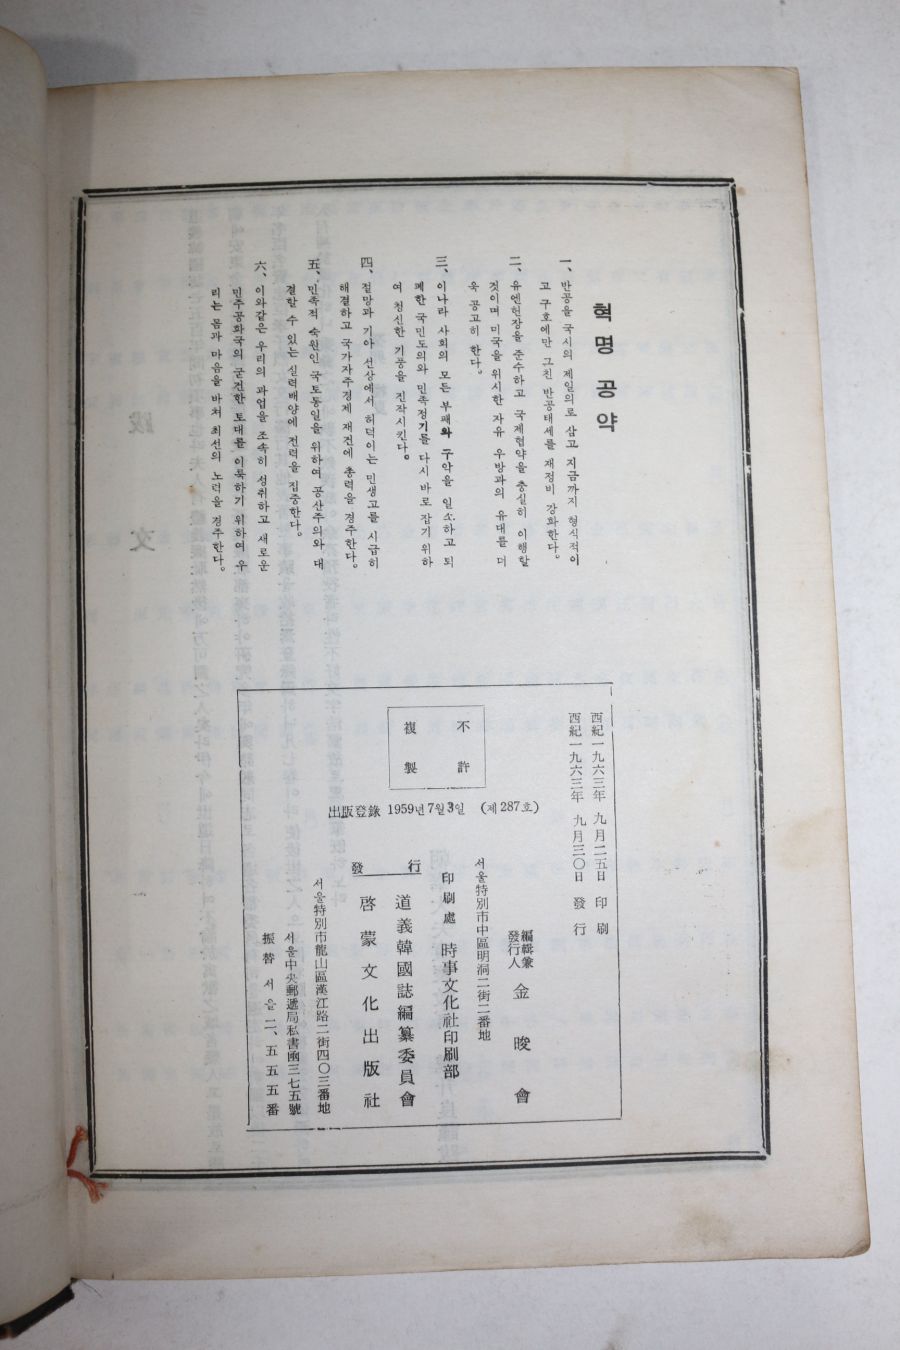 혁명공약
一、반공을 국시의 제일의로 삼고 지금까지 형식적이
고 구호에만 그친 반공태세를 재정비 강화한다。
二、유엔헌장을 준수하고 국제협약을 충실히 이행할
것이며 미국을 위시한 자유 우방과의 유대를 더
욱 공고히 한다。
三、이나라 사회의 모든 부패와 구악을 일소하고 퇴
폐한 국민도의와 민족정기를 다시 바로 잡기 위하
여 청신한 기풍을 진작시킨다。
四、절망과 기아 선상에서 허덕이는 민생고를 시급히
해결하고 국가자주경제 재건에 총력을 경주한다。
五、민족적 숙원인 국토통일을 위하여 공산주의와 대
결할 수 있는 실력배양에 전력을 집중한다。
六、이와같은 우리의 과업을 조속히 성취하고 새로운
민주공화국의 굳건한 토대를 이룩하기 위하여 우
리는 몸과 마음을 바쳐 최선의 노력을 경주한다。
西紀一九六三年 九月二五日 印刷
西紀一九六三年 九月三〇日 發行
不許
複製
出版登錄 1959년 7월 3일 (제287호)
編輯兼
發行人 金晙會
서울特別市中區明洞二街二番地
印刷處 時事文化社印刷部
發行
道義韓國誌編纂委員會
啓蒙文化出版社
서울特別市龍山區漢江路二街四〇三番地
서울中央郵遞局私書函三七五號
振替 서울 二、五五五番